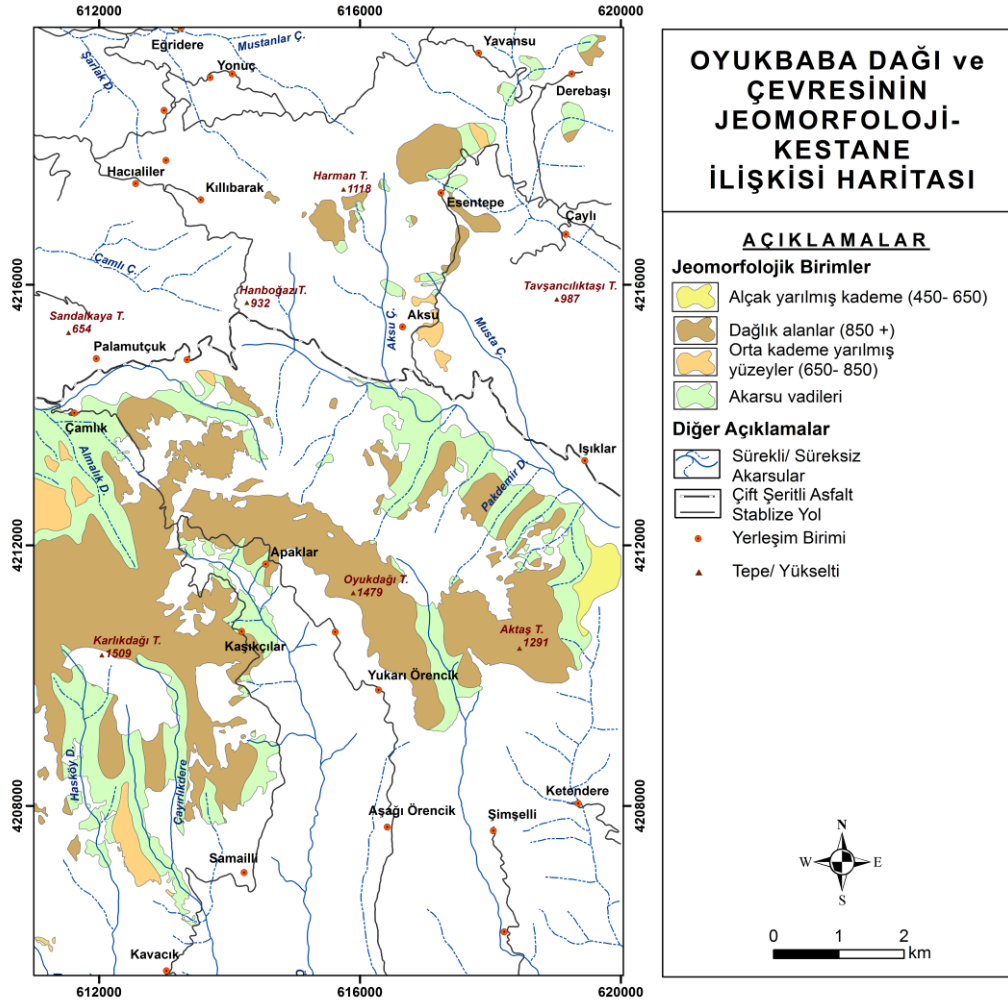 612000
616000
620000
Eğridere
Mustanlar Ç.
Yavansu
Şarlak D.
Yonuç
Derebaşı
Hacıaliler
Kıllıbarak
Harman T.
1118
Esentepe
Çaylı
4216000
4216000
Çamlı Ç.
HanboğazıT.
932
Tavşancılıktaşı T.
987
Sandalkaya T.
654
Aksu
Aksu Ç.
Musta Ç.
Palamutçuk
Çamlık
Almalık D.
Işıklar
Pakdemir D.
4212000
4212000
Apaklar
Oyukdağı T.
1479
Karlıkdağı T.
1509
Kaşıkçılar
Aktaş T.
1291
Yukarı Örencik
Hasköy D.
Çayırlıkdere
Ketendere
4208000
4208000
Aşağı Örencik
Şimşelli
Samailli
Kavacık
612000
616000
620000
OYUKBABA DAĞI ve
ÇEVRESİNİN
JEOMORFOLOJİ-
KESTANE
İLİŞKİSİ HARİTASI
AÇIKLAMALAR
Jeomorfolojik Birimler
Alçak yarılmış kademe (450- 650)
Dağlık alanlar (850 +)
Orta kademe yarılmış
yüzeyler (650- 850)
Akarsu vadileri
Diğer Açıklamalar
Sürekli/ Süreksiz
Akarsular
Çift Şeritli Asfalt
Stablize Yol
Yerleşim Birimi
Tepe/ Yükselti
N
W
E
S
0
1
2
km